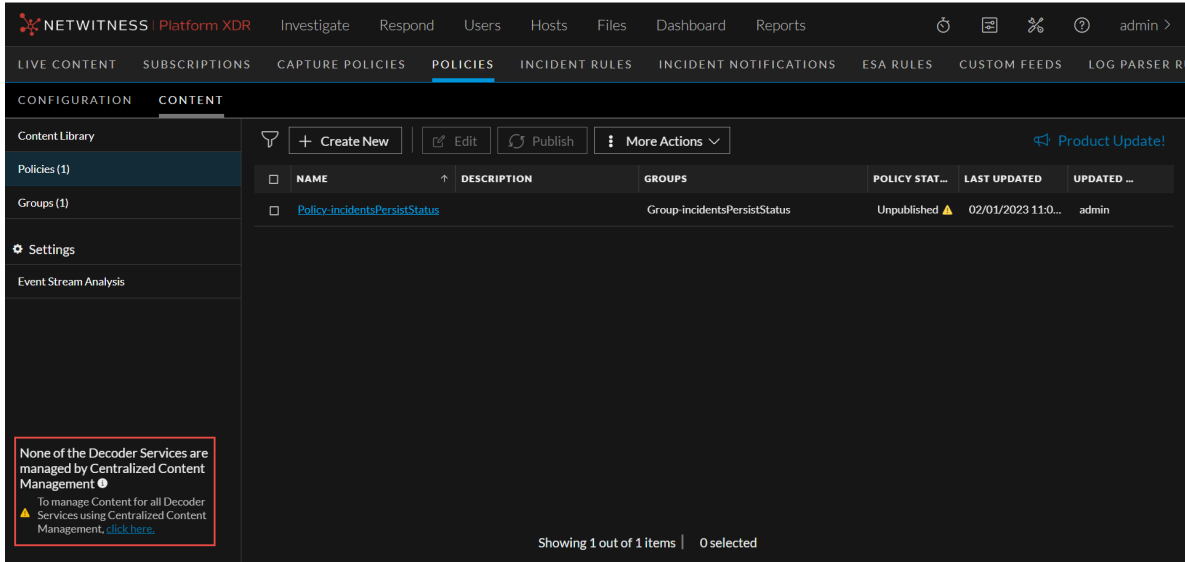 NETWITNESS Platform XDR Investigate Respond Users Hosts Files Dashboard Reports admin >
LIVE CONTENT SUBSCRIPTIONS CAPTURE POLICIES POLICIES INCIDENT RULES INCIDENT NOTIFICATIONS ESA RULES CUSTOM FEEDS LOG PARSER R
CONFIGURATION CONTENT
Content Library
Policies (1)
Groups (1)
Settings
Event Stream Analysis
None of the Decoder Services are
managed by Centralized Content
Management
To manage Content for all Decoder
Services using Centralized Content
Management, click here.
+ Create New Edit Publish More Actions
Product Update!
NAME ↑ DESCRIPTION GROUPS POLICY STAT... LAST UPDATED UPDATED ...
Policy-incidentsPersistStatus Group-incidentsPersistStatus Unpublished 02/01/2023 11:0... admin
Showing 1 out of 1 items | 0 selected